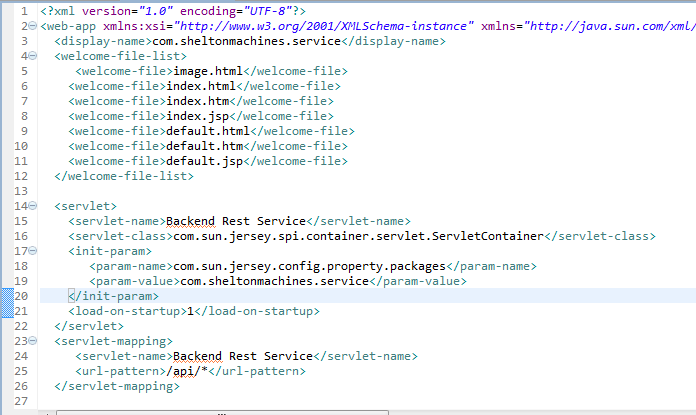 1 <?xml version="1.0" encoding="UTF-8"?>
2 <web-app xmlns:xsi="http://www.w3.org/2001/XMLSchema-instance" xmlns="http://java.sun.com/xml/
3 <display-name>com.sheltonmachines.service</display-name>
4 <welcome-file-list>
5 <welcome-file>image.html</welcome-file>
6 <welcome-file>index.html</welcome-file>
7 <welcome-file>index.htm</welcome-file>
8 <welcome-file>index.jsp</welcome-file>
9 <welcome-file>default.html</welcome-file>
10 <welcome-file>default.htm</welcome-file>
11 <welcome-file>default.jsp</welcome-file>
12 </welcome-file-list>
13
14 <servlet>
15 <servlet-name>Backend Rest Service</servlet-name>
16 <servlet-class>com.sun.jersey.spi.container.servlet.ServletContainer</servlet-class>
17 <init-param>
18 <param-name>com.sun.jersey.config.property.packages</param-name>
19 <param-value>com.sheltonmachines.service</param-value>
20 </init-param>
21 <load-on-startup>1</load-on-startup>
22 </servlet>
23 <servlet-mapping>
24 <servlet-name>Backend Rest Service</servlet-name>
25 <url-pattern>/api/*</url-pattern>
26 </servlet-mapping>
27